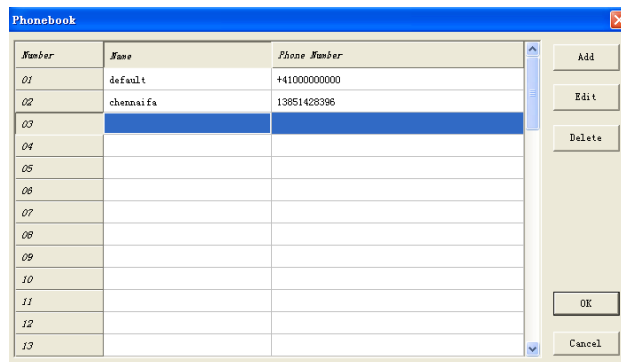 Phonebook
Number Name Phone Number
01 default +41000000000
02 chennaifa 13851428396
03
04
05
06
07
08
09
10
11
12
13
Add
Edit
Delete
OK
Cancel